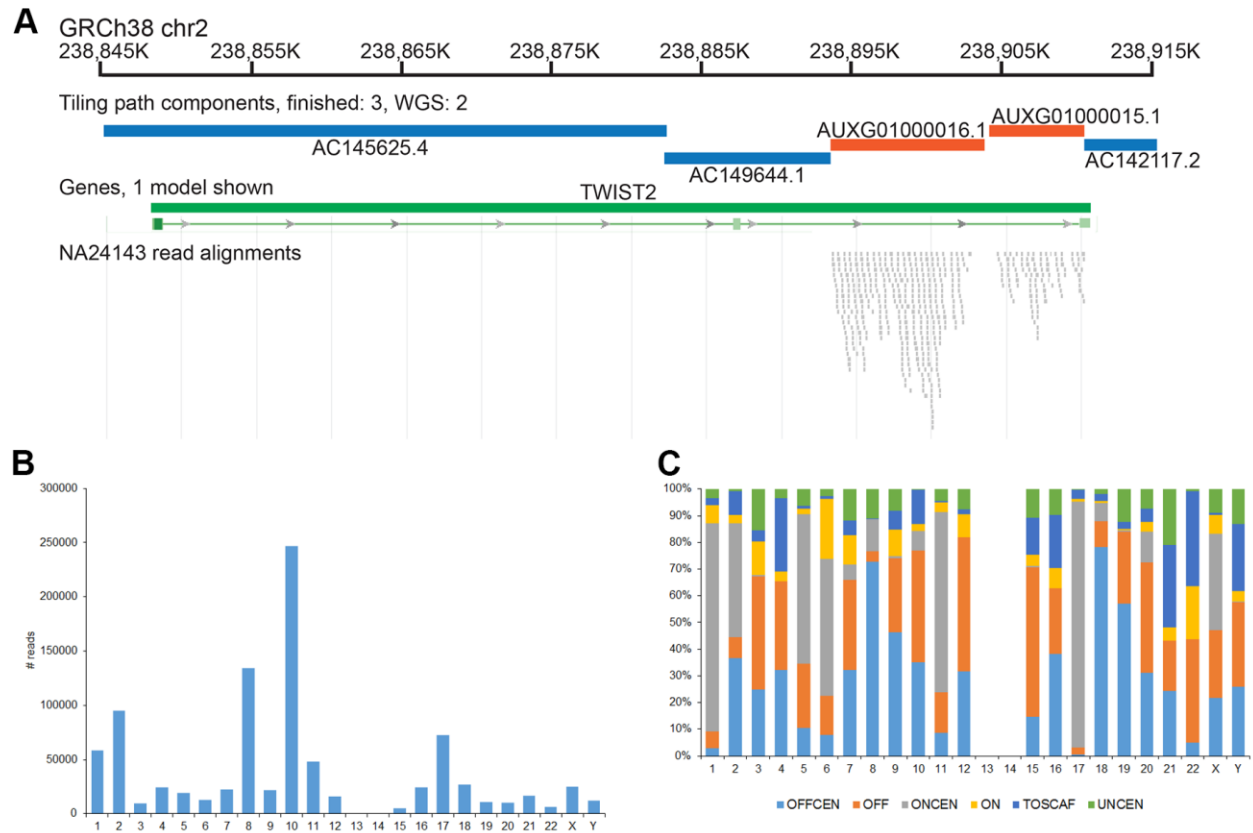 A
GRCh38 chr2
238,845K 238,855K 238,865K 238,875K 238,885K 238,895K 238,905K 238,915K
Tiling path components, finished: 3, WGS: 2
AUXG01000015.1
AUXG01000016.1
AC145625.4
AC149644.1
AC142117.2
Genes, 1 model shown
TWIST2
NA24143 read alignments
B
300000
250000
200000
150000
100000
50000
0
# reads
1 2 3 4 5 6 7 8 9 10 11 12 13 14 15 16 17 18 19 20 21 22 X Y
C
100%
90%
80%
70%
60%
50%
40%
30%
20%
10%
0%
1 2 3 4 5 6 7 8 9 10 11 12 13 14 15 16 17 18 19 20 21 22 X Y
OFFCEN OFF ONCEN ON TOSCAF UNCEN